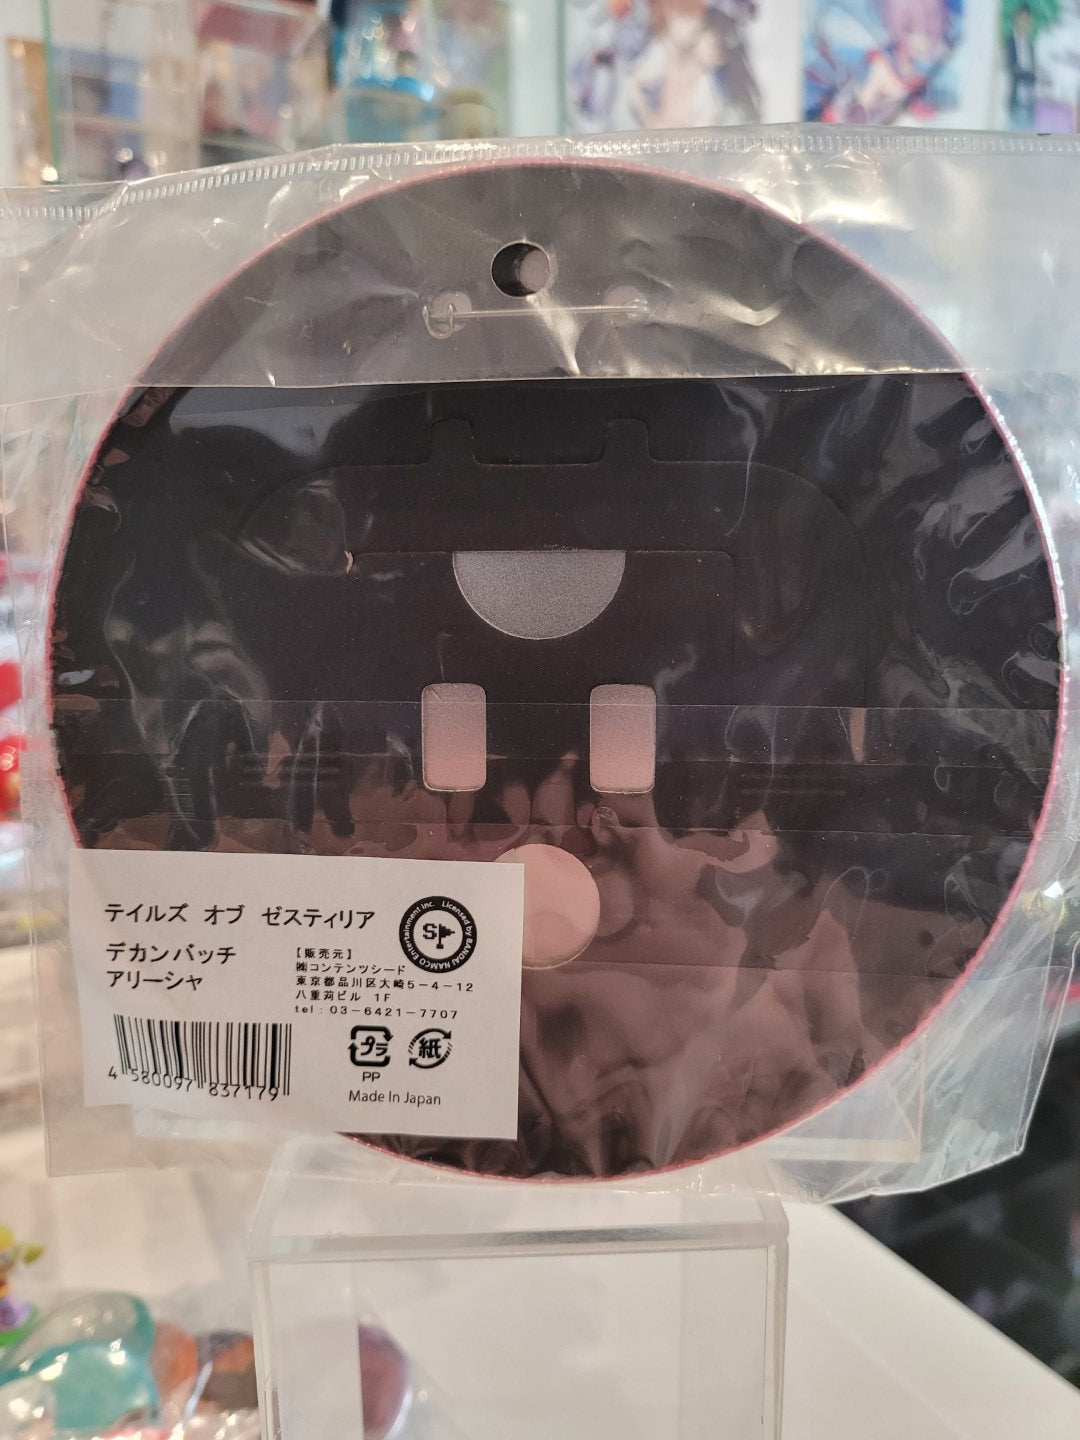 テイルズ オブ ゼスティリア
デカンバッチ
アリーシャ
Licensed by BANDAI NAMCO Entertainment Inc.
S
【販売元】
㈱コンテンツシード
東京都品川区大崎5-4-12
八重苅ビル 1F
tel:03-6421-7707
4 580097 837179
プラ
PP
紙
Made In Japan